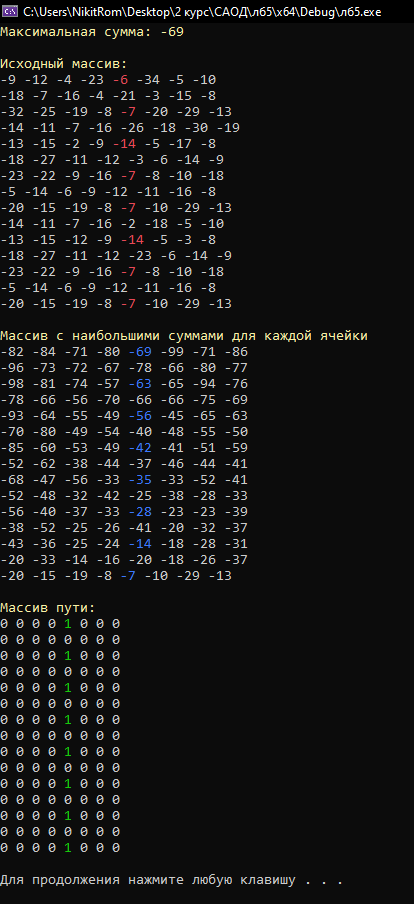 C:\Users\NikitRom\Desktop\2 курс\САОД\лб5\x64\Debug\лб5.exe
Максимальная сумма: -69
Исходный массив:
-9 -12 -4 -23 -6 -34 -5 -10
-18 -7 -16 -4 -21 -3 -15 -8
-32 -25 -19 -8 -7 -20 -29 -13
-14 -11 -7 -16 -26 -18 -30 -19
-13 -15 -2 -9 -14 -5 -17 -8
-18 -27 -11 -12 -3 -6 -14 -9
-23 -22 -9 -16 -7 -8 -10 -18
-5 -14 -6 -9 -12 -11 -16 -8
-20 -15 -19 -8 -7 -10 -29 -13
-14 -11 -7 -16 -2 -18 -5 -10
-13 -15 -12 -9 -14 -5 -3 -8
-18 -27 -11 -12 -23 -6 -14 -9
-23 -22 -9 -16 -7 -8 -10 -18
-5 -14 -6 -9 -12 -11 -16 -8
-20 -15 -19 -8 -7 -10 -29 -13
Массив с наибольшими суммами для каждой ячейки
-82 -84 -71 -80 -69 -99 -71 -86
-96 -73 -72 -67 -78 -66 -80 -77
-98 -81 -74 -57 -63 -65 -94 -76
-78 -66 -56 -70 -66 -66 -75 -69
-93 -64 -55 -49 -56 -45 -65 -63
-70 -80 -49 -54 -40 -48 -55 -50
-85 -60 -53 -49 -42 -41 -51 -59
-52 -62 -38 -44 -37 -46 -44 -41
-68 -47 -56 -33 -35 -33 -52 -41
-52 -48 -32 -42 -25 -38 -28 -33
-56 -40 -37 -33 -28 -23 -23 -39
-38 -52 -25 -26 -41 -20 -32 -37
-43 -36 -25 -24 -14 -18 -28 -31
-20 -33 -14 -16 -20 -18 -26 -37
-20 -15 -19 -8 -7 -10 -29 -13
Массив пути:
0 0 0 0 1 0 0 0
0 0 0 0 0 0 0 0
0 0 0 0 1 0 0 0
0 0 0 0 0 0 0 0
0 0 0 0 1 0 0 0
0 0 0 0 0 0 0 0
0 0 0 0 1 0 0 0
0 0 0 0 0 0 0 0
0 0 0 0 1 0 0 0
0 0 0 0 0 0 0 0
0 0 0 0 1 0 0 0
0 0 0 0 0 0 0 0
0 0 0 0 1 0 0 0
0 0 0 0 0 0 0 0
0 0 0 0 1 0 0 0
Для продолжения нажмите любую клавишу . . .